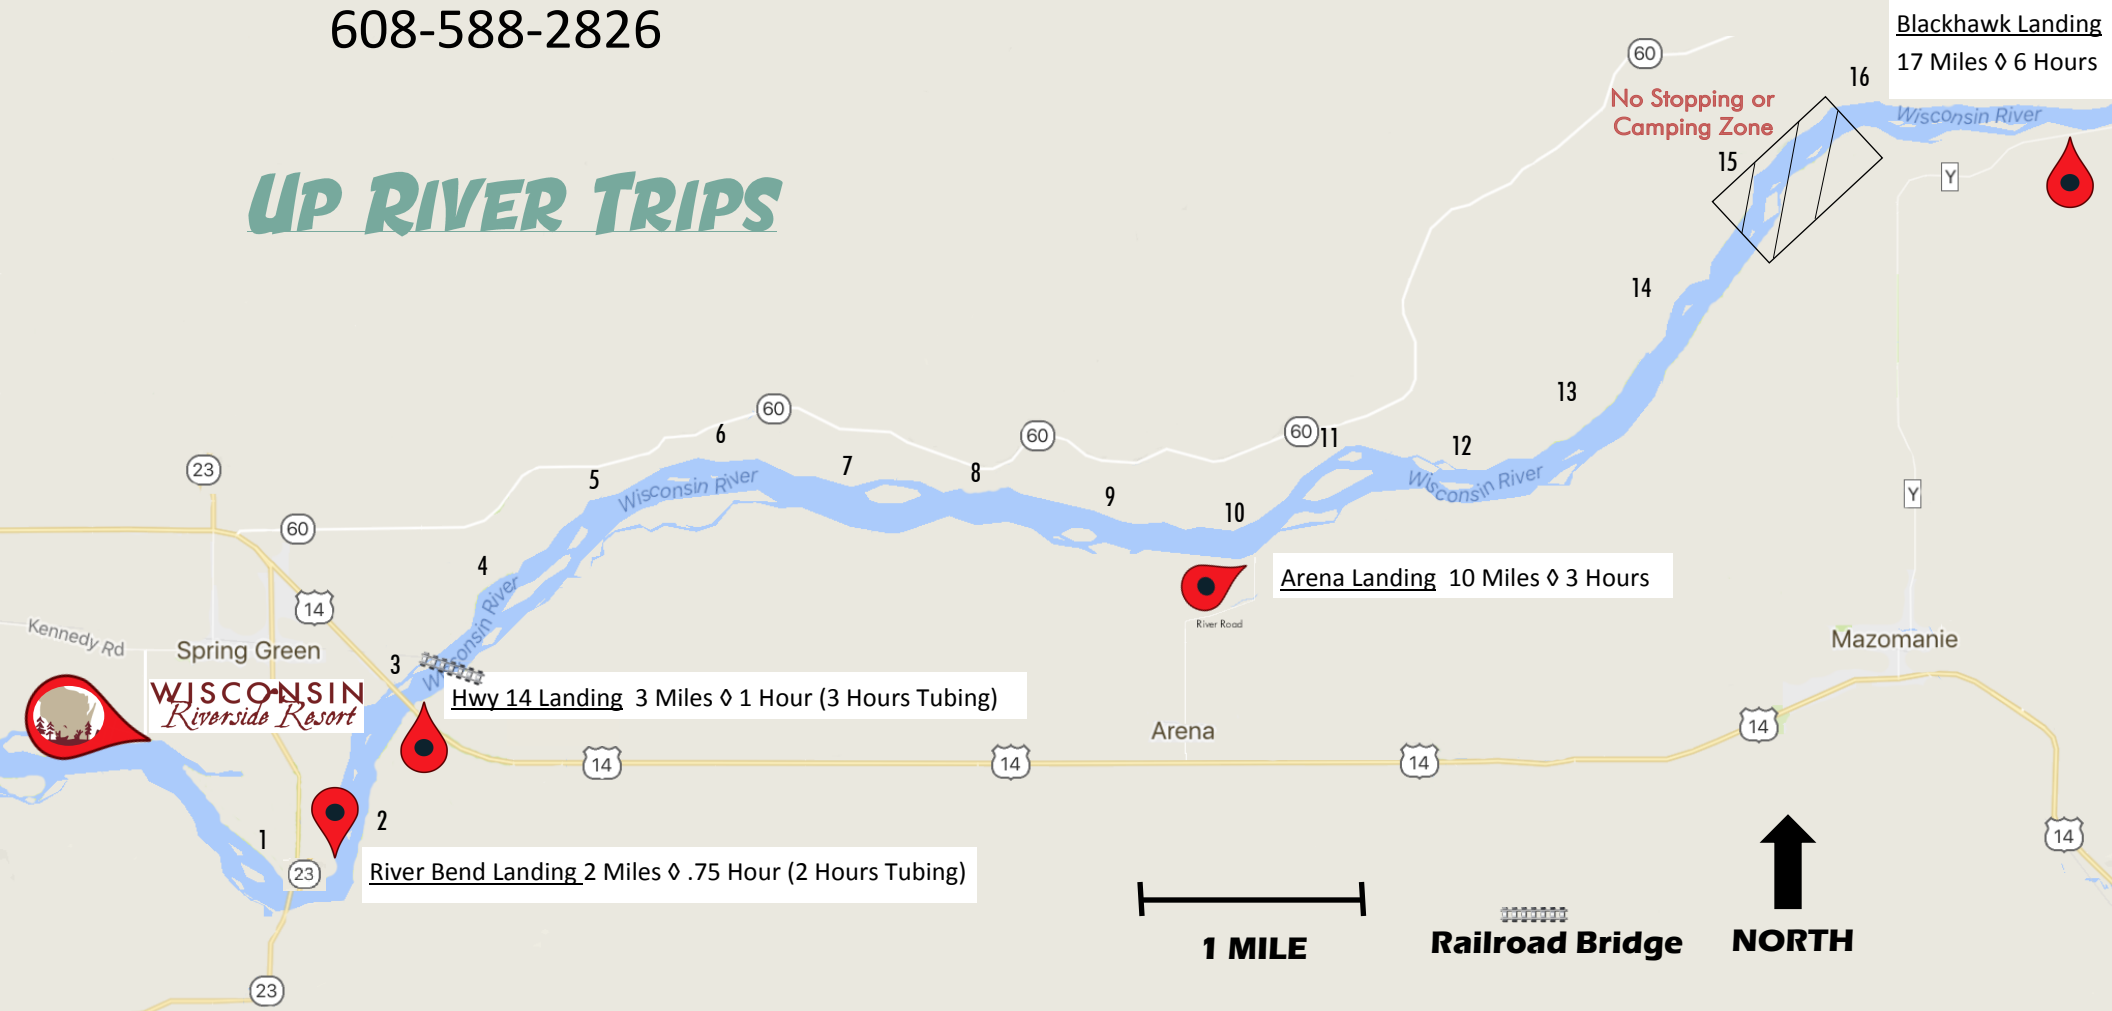 608-588-2826
Blackhawk Landing
17 Miles ◊ 6 Hours
60
16
No Stopping or
Camping Zone
Wisconsin River
15
Y
UP RIVER TRIPS
14
13
60
6
60
60
11
12
23
5
7
8
Wisconsin River
Wisconsin River
9
Y
10
60
4
Arena Landing 10 Miles ◊ 3 Hours
14
Wisconsin River
River Road
Kennedy Rd
Spring Green
Mazomanie
3
WISCONSIN
Riverside Resort
Hwy 14 Landing 3 Miles ◊ 1 Hour (3 Hours Tubing)
Arena
14
14
14
14
2
1
14
23
River Bend Landing 2 Miles ◊ .75 Hour (2 Hours Tubing)
1 MILE
Railroad Bridge
NORTH
23